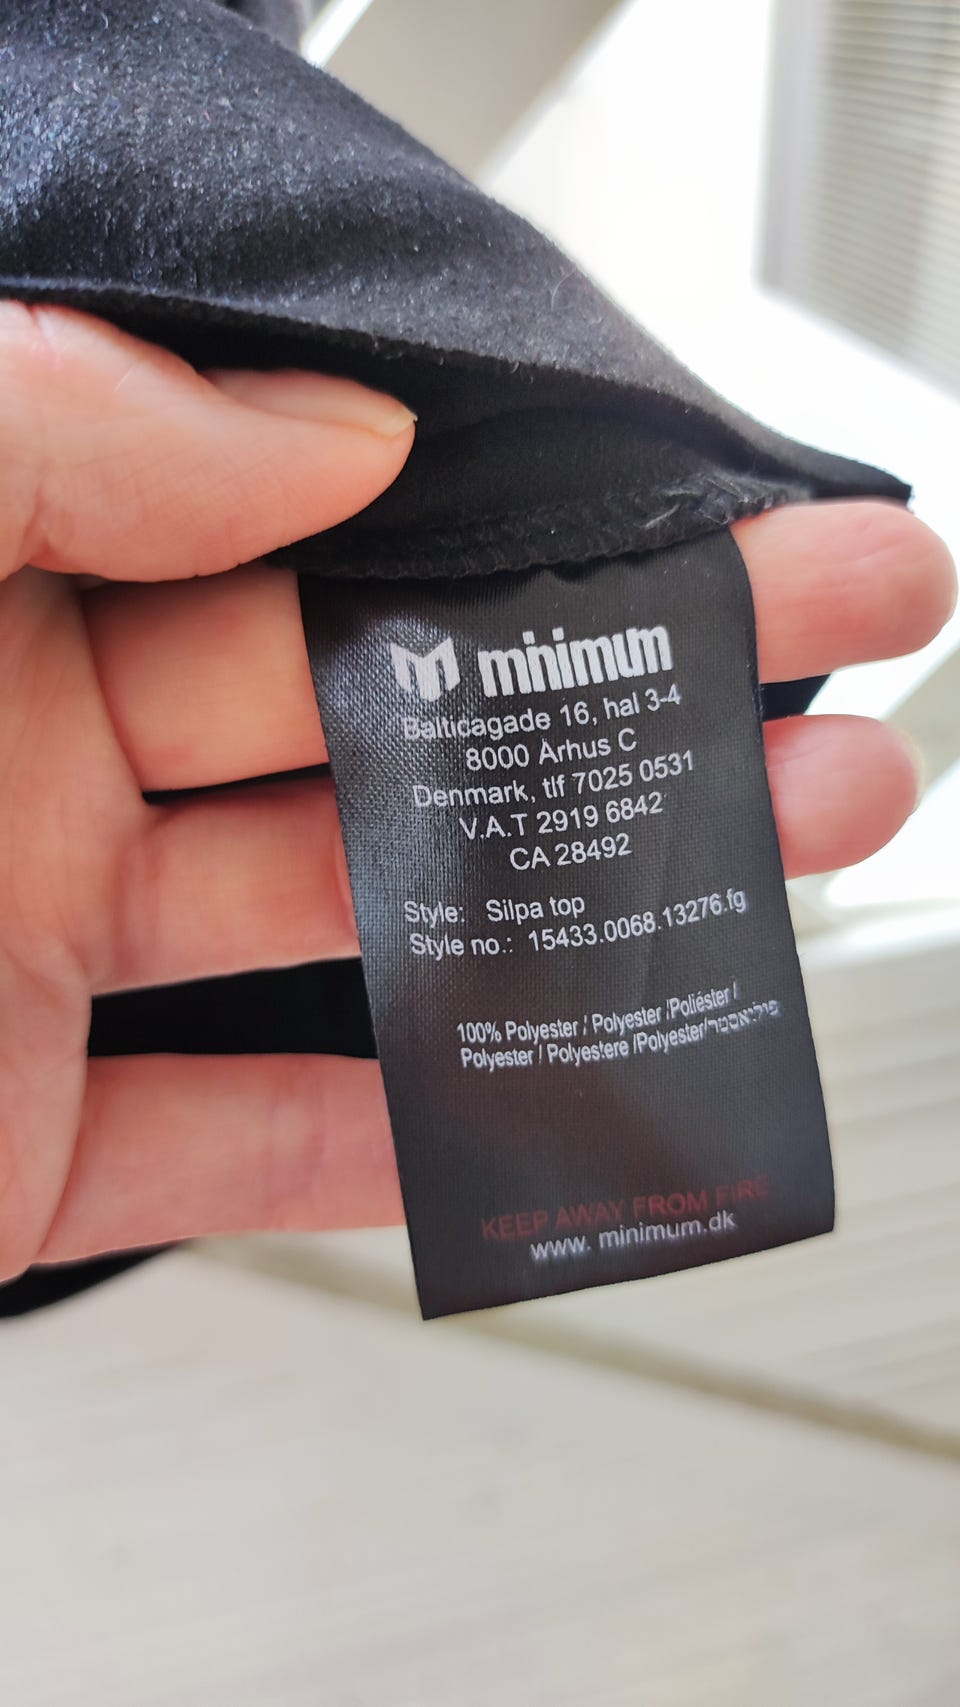 minimum
Balticagade 16, hal 3-4
8000 Århus C
Denmark, tlf 7025 0531
V.A.T 2919 6842
CA 28492
Style: Silpa top
Style no.: 15433.0068.13276.fg
100% Polyester / Polyester /Poliéster /
Polyester / Polyestere /Polyester/פוליאסטר
KEEP AWAY FROM FIRE
www. minimum.dk